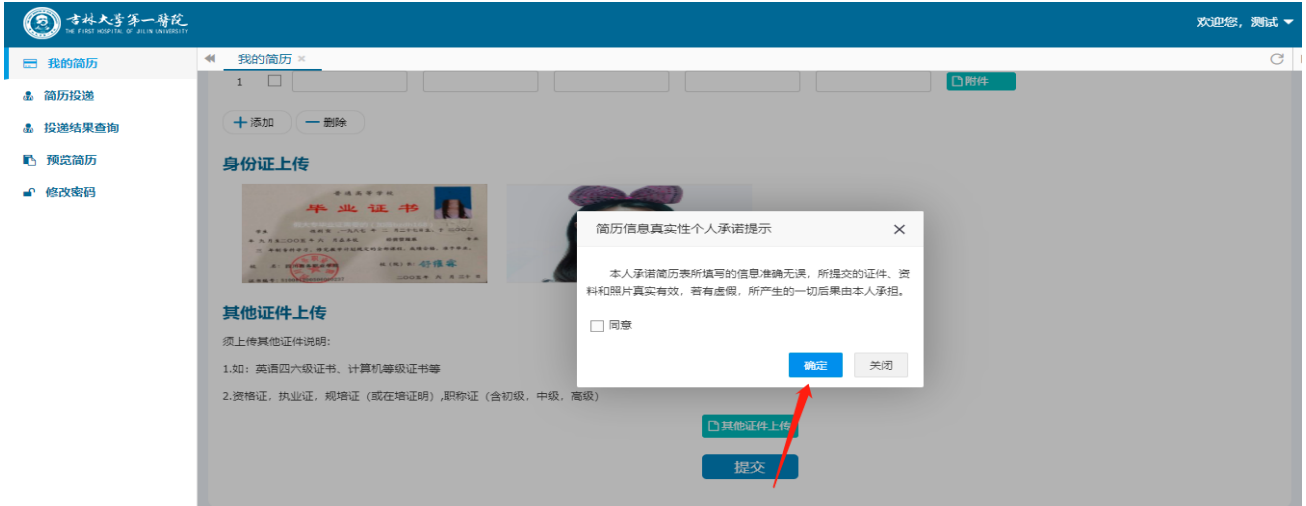 吉林大学第一医院
THE FIRST HOSPITAL OF JILIN UNIVERSITY
欢迎您，测试
我的简历
简历投递
投递结果查询
预览简历
修改密码
我的简历 ×
1
附件
添加
删除
身份证上传
普通高等学校
毕业证书
简历信息真实性个人承诺提示
本人承诺简历表所填写的信息准确无误，所提交的证件、资
料和照片真实有效，若有虚假，所产生的一切后果由本人承担。
同意
确定
关闭
其他证件上传
须上传其他证件说明:
1.如：英语四六级证书、计算机等级证书等
2.资格证，执业证，规培证（或在培证明）,职称证（含初级，中级，高级）
其他证件上传
提交